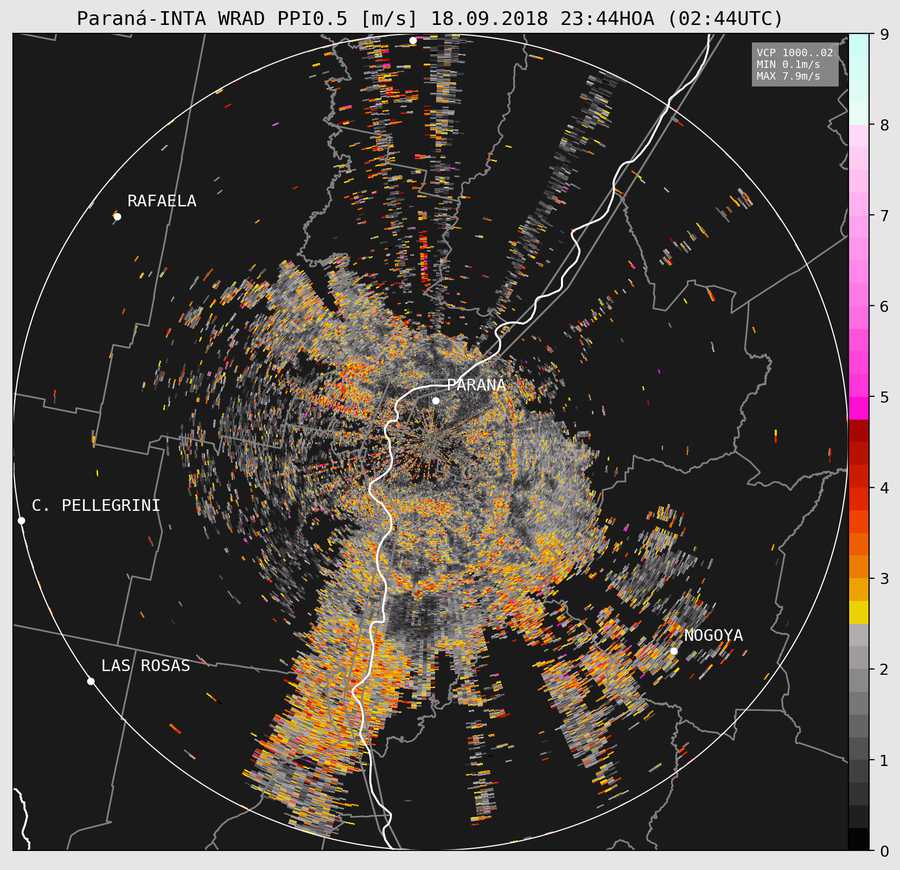 Paraná-INTA WRAD PPI0.5 [m/s] 18.09.2018 23:44HOA (02:44UTC)
VCP 1000..02
MIN 0.1m/s
MAX 7.9m/s
9
8
7
6
5
4
3
2
1
0
RAFAELA
PARANA
C. PELLEGRINI
NOGOYA
LAS ROSAS